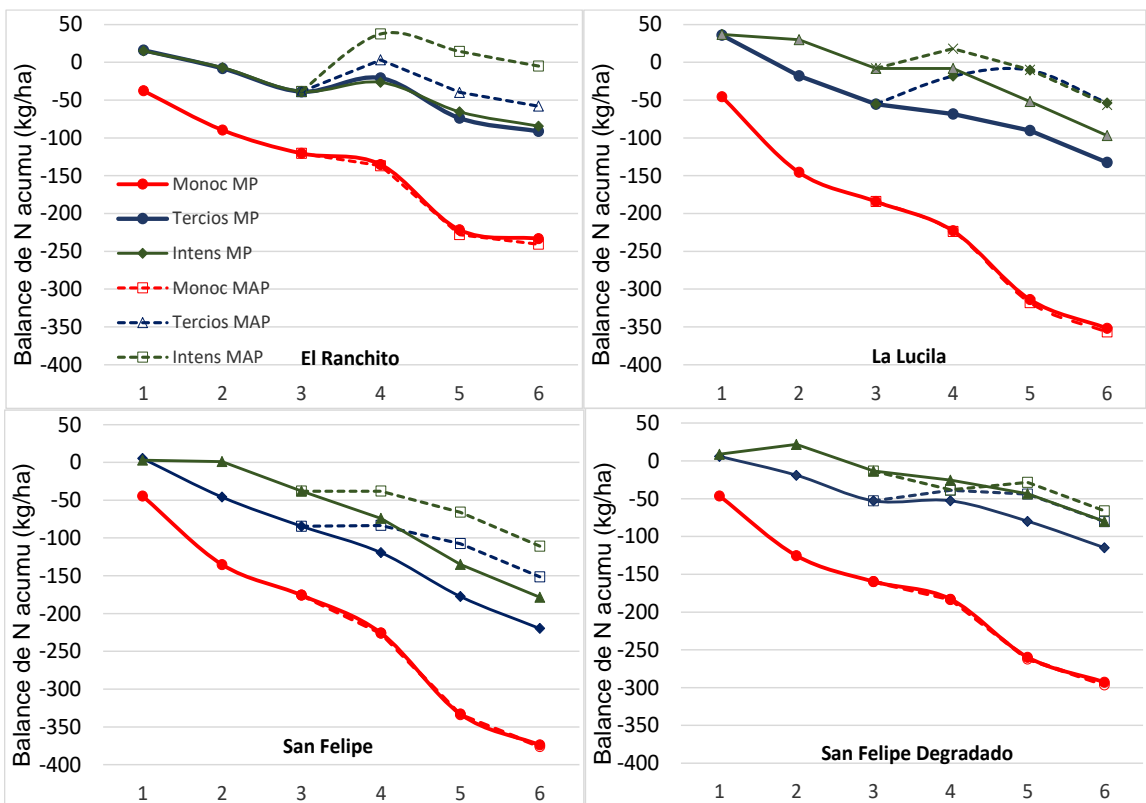 50
0
-50
-100
-150
-200
-250
-300
-350
-400
Balance de N acumu (kg/ha)
Monoc MP
Tercios MP
Intens MP
Monoc MAP
Tercios MAP
Intens MAP
El Ranchito
1 2 3 4 5 6
50
0
-50
-100
-150
-200
-250
-300
-350
-400
Balance de N acumu (kg/ha)
La Lucila
1 2 3 4 5 6
50
0
-50
-100
-150
-200
-250
-300
-350
-400
Balance de N acumu (kg/ha)
San Felipe
1 2 3 4 5 6
50
0
-50
-100
-150
-200
-250
-300
-350
-400
Balance de N acumu (kg/ha)
San Felipe Degradado
1 2 3 4 5 6